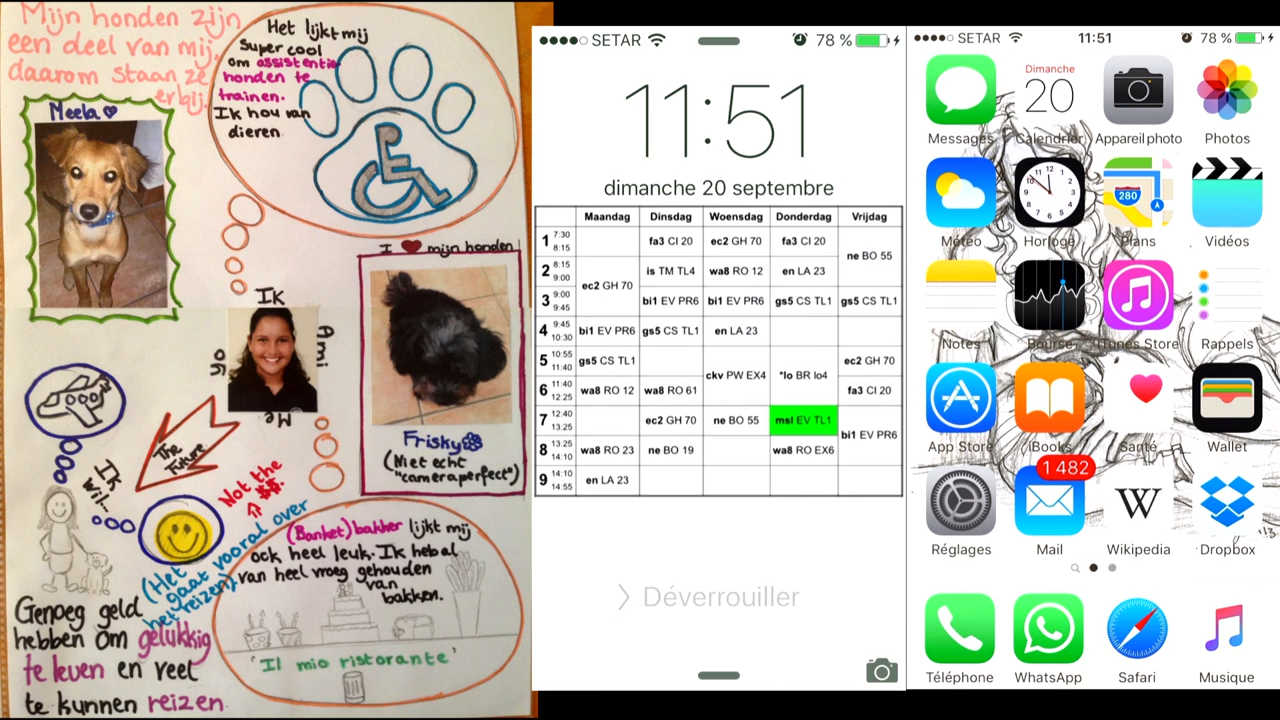 Mijn honden zijn
een deel van mij,
daarom staan ze
erbij.
Neela
Het lijkt mij
Super cool
om assistentie
honden te
trainen.
Ik hou van
dieren
I ❤ mijn honden
Frisky
(Niet echt
"cameraperfect")
Ik
Ami
Me
The
Future
Ik
Wil...
Not the
$$.
(Het
gaat vooral over
het reizen)
Genoeg geld
hebben om gelukkig
te leven en veel
te kunnen reizen
(Banket)bakker lijkt mij
ook heel leuk. Ik heb al
van heel vroeg gehouden
van
bakken.
"Il mio ristorante"
SETAR 78 %
11:51
dimanche 20 septembre
Maandag Dinsdag Woensdag Donderdag Vrijdag
1 7:30 8:15 fa3 CI 20 ec2 GH 70 fa3 CI 20 ne BO 55
2 8:15 9:00 ec2 GH 70 is TM TL4 wa8 RO 12 en LA 23
3 9:00 9:45 bi1 EV PR6 bi1 EV PR6 gs5 CS TL1 gs5 CS TL1
4 9:45 10:30 bi1 EV PR6 gs5 CS TL1 en LA 23
5 10:55 11:40 gs5 CS TL1 ckv PW EX4 *lo BR lo4 ec2 GH 70
6 11:40 12:25 wa8 RO 12 wa8 RO 61 fa3 CI 20
7 12:40 13:25 ec2 GH 70 ne BO 55 msl EV TL1 bi1 EV PR6
8 13:25 14:10 wa8 RO 23 ne BO 19 wa8 RO EX6
9 14:10 14:55 en LA 23
Déverrouiller
SETAR 11:51 78 %
Dimanche
20
Messages Calendrier Appareil photo Photos
280
Météo Horloge Plans Vidéos
Notes Bourse iTunes Store Rappels
App Store iBooks Santé Wallet
1 482
W
Réglages Mail Wikipedia Dropbox
Téléphone WhatsApp Safari Musique